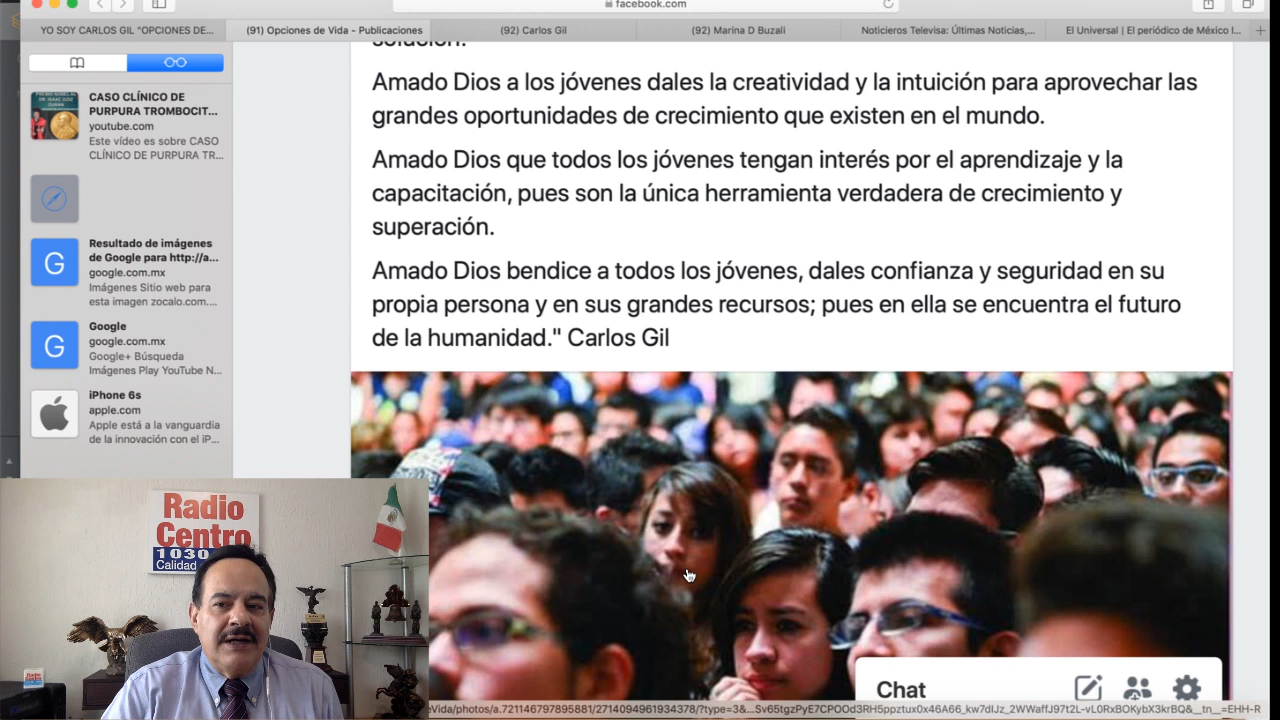 facebook.com
YO SOY CARLOS GIL "OPCIONES DE...
(91) Opciones de Vida - Publicaciones
(92) Carlos Gil
(92) Marina D Buzali
Noticieros Televisa: Últimas Noticias,...
El Universal | El periódico de México l...
CASO CLÍNICO DE
PURPURA TROMBOCIT...
youtube.com
Este vídeo es sobre CASO
CLÍNICO DE PURPURA TR...
Resultado de imágenes
de Google para http://a...
google.com.mx
Imágenes Sitio web para
esta imagen zocalo.com....
G
Google
google.com.mx
Google+ Búsqueda
Imágenes Play YouTube N...
G
iPhone 6s
apple.com
Apple está a la vanguardia
de la innovación con el iP...
solución.
Amado Dios a los jóvenes dales la creatividad y la intuición para aprovechar las
grandes oportunidades de crecimiento que existen en el mundo.
Amado Dios que todos los jóvenes tengan interés por el aprendizaje y la
capacitación, pues son la única herramienta verdadera de crecimiento y
superación.
Amado Dios bendice a todos los jóvenes, dales confianza y seguridad en su
propia persona y en sus grandes recursos; pues en ella se encuentra el futuro
de la humanidad." Carlos Gil
Radio
Centro
1030
Calidad
Radio
Centro
Chat